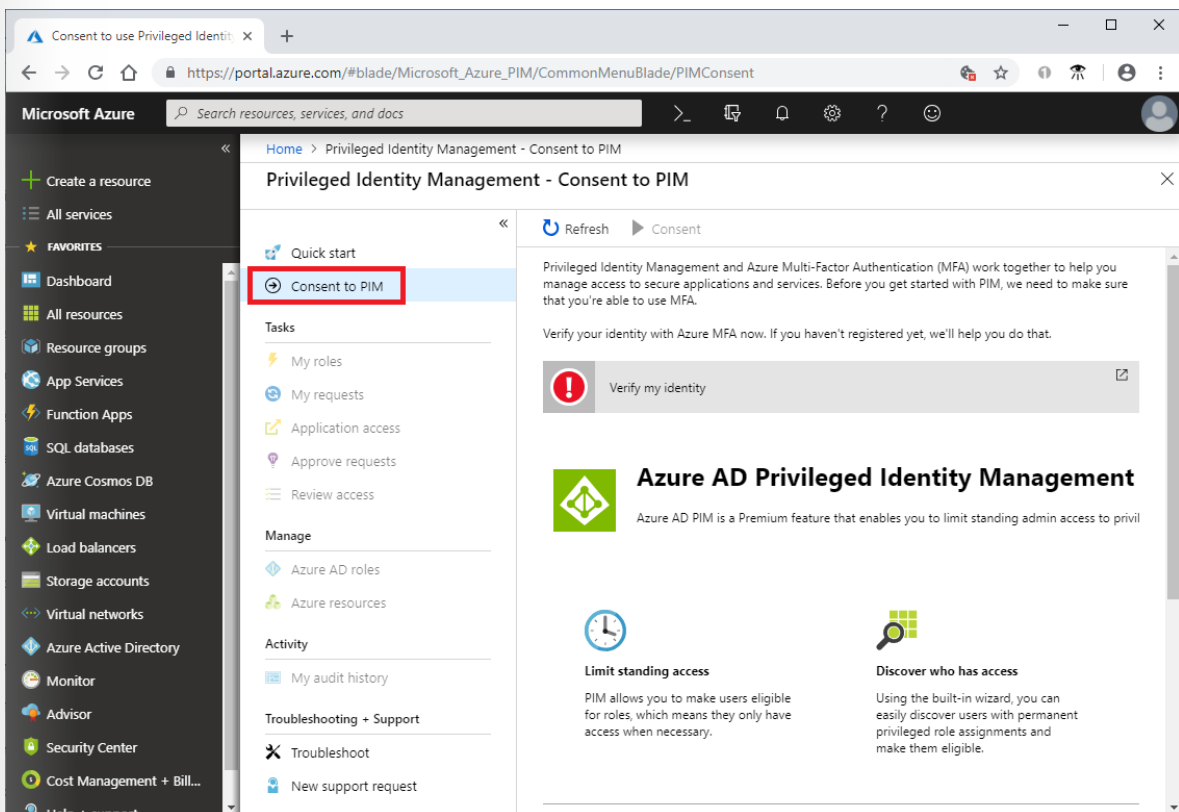 Consent to use Privileged Identity
https://portal.azure.com/#blade/Microsoft_Azure_PIM/CommonMenuBlade/PIMConsent
Microsoft Azure
Search resources, services, and docs
Home > Privileged Identity Management - Consent to PIM
Privileged Identity Management - Consent to PIM
Create a resource
All services
FAVORITES
Dashboard
All resources
Resource groups
App Services
Function Apps
SQL databases
Azure Cosmos DB
Virtual machines
Load balancers
Storage accounts
Virtual networks
Azure Active Directory
Monitor
Advisor
Security Center
Cost Management + Bill...
Help + support
Quick start
Consent to PIM
Tasks
My roles
My requests
Application access
Approve requests
Review access
Manage
Azure AD roles
Azure resources
Activity
My audit history
Troubleshooting + Support
Troubleshoot
New support request
Refresh
Consent
Privileged Identity Management and Azure Multi-Factor Authentication (MFA) work together to help you
manage access to secure applications and services. Before you get started with PIM, we need to make sure
that you're able to use MFA.
Verify your identity with Azure MFA now. If you haven't registered yet, we'll help you do that.
Verify my identity
Azure AD Privileged Identity Management
Azure AD PIM is a Premium feature that enables you to limit standing admin access to privil
Limit standing access
PIM allows you to make users eligible
for roles, which means they only have
access when necessary.
Discover who has access
Using the built-in wizard, you can
easily discover users with permanent
privileged role assignments and
make them eligible.